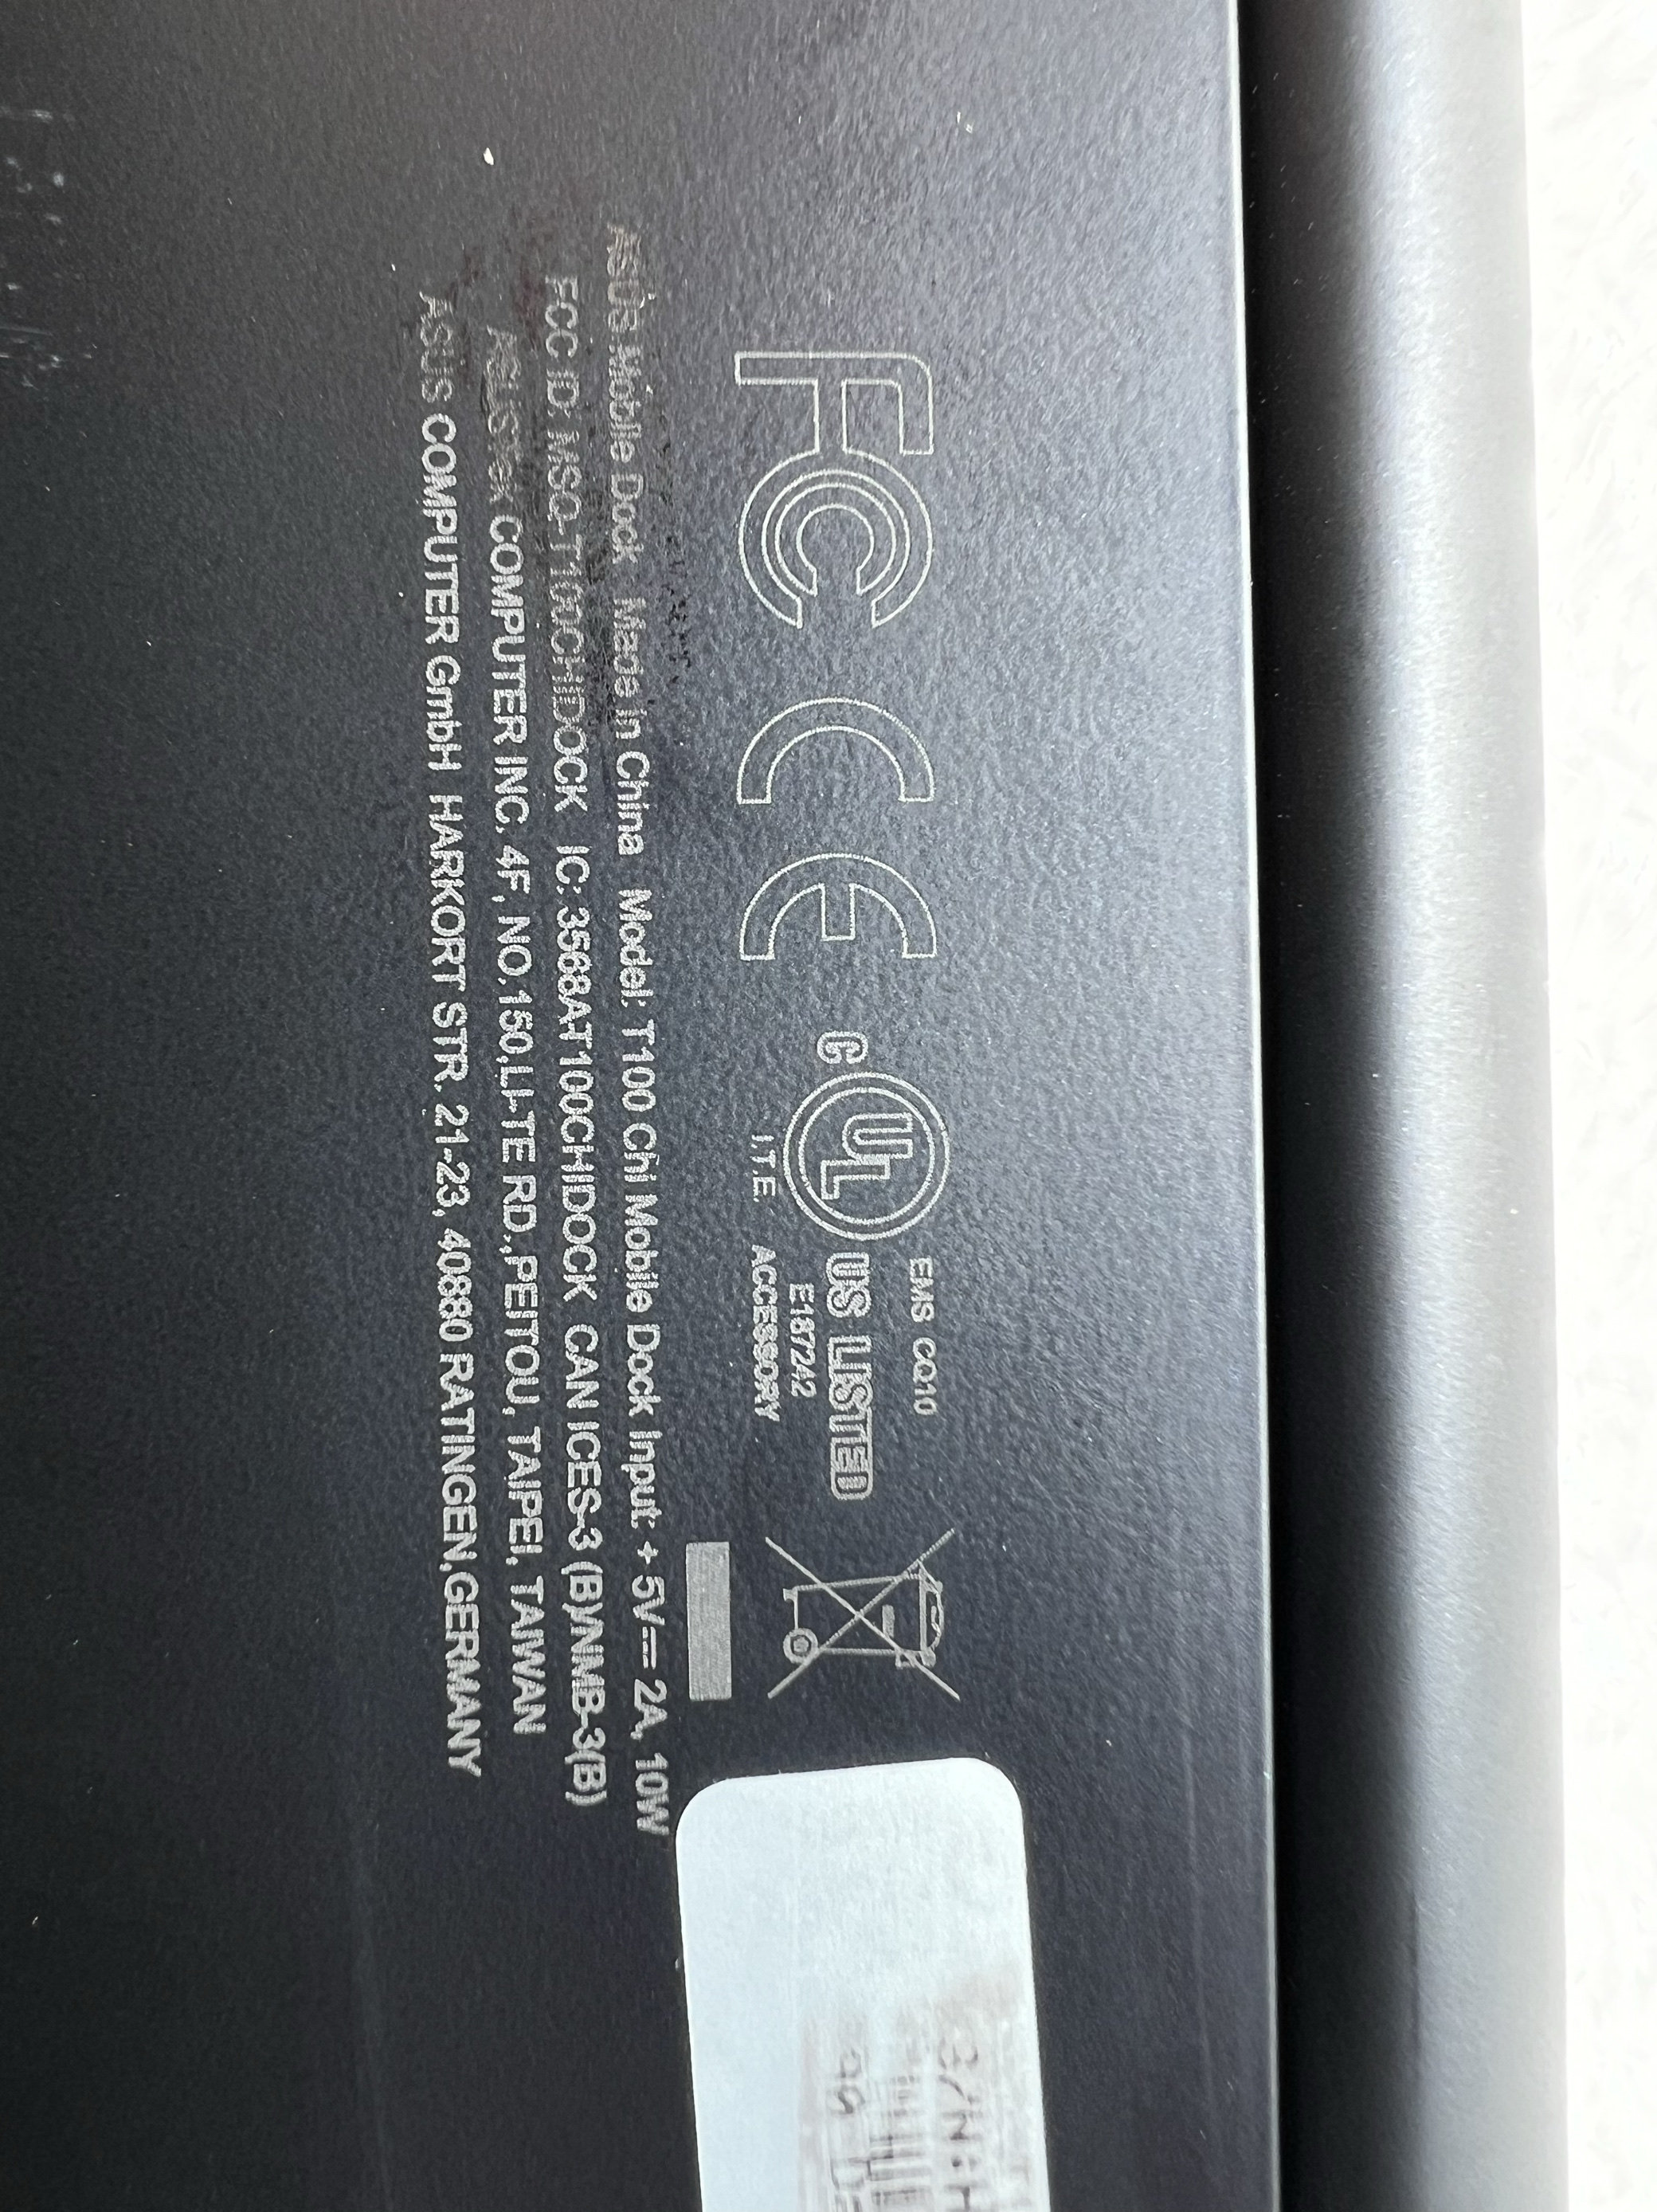 FC CE
EMS CQ10
c UL US LISTED
E187242
I.T.E ACCESSORY
ASUS Mobile Dock Made in China Model: T100 Chi Mobile Dock Input: +5V⎓ 2A, 10W
FCC ID: MSQ-T100CHIDOCK IC: 3568A-T100CHIDOCK CAN ICES-3 (B)/NMB-3(B)
ASUSTek COMPUTER INC. 4F, NO.150,LI-TE RD.,PEITOU, TAIPEI, TAIWAN
ASUS COMPUTER GmbH HARKORT STR. 21-23, 40880 RATINGEN,GERMANY
S/N:H